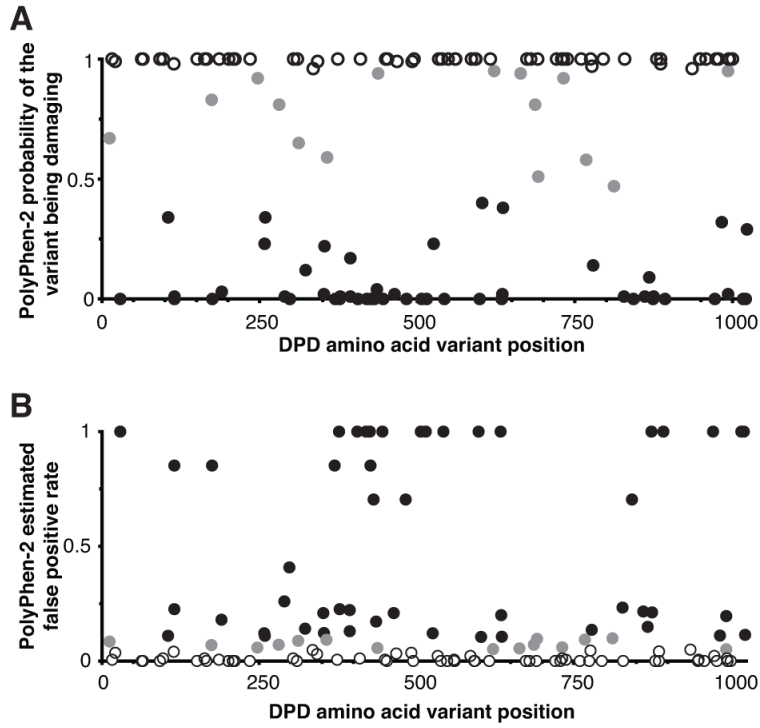 A
PolyPhen-2 probability of the
variant being damaging
1
0.5
0
0
250
500
750
1000
DPD amino acid variant position
B
PolyPhen-2 estimated
false positive rate
1
0.5
0
0
250
500
750
1000
DPD amino acid variant position